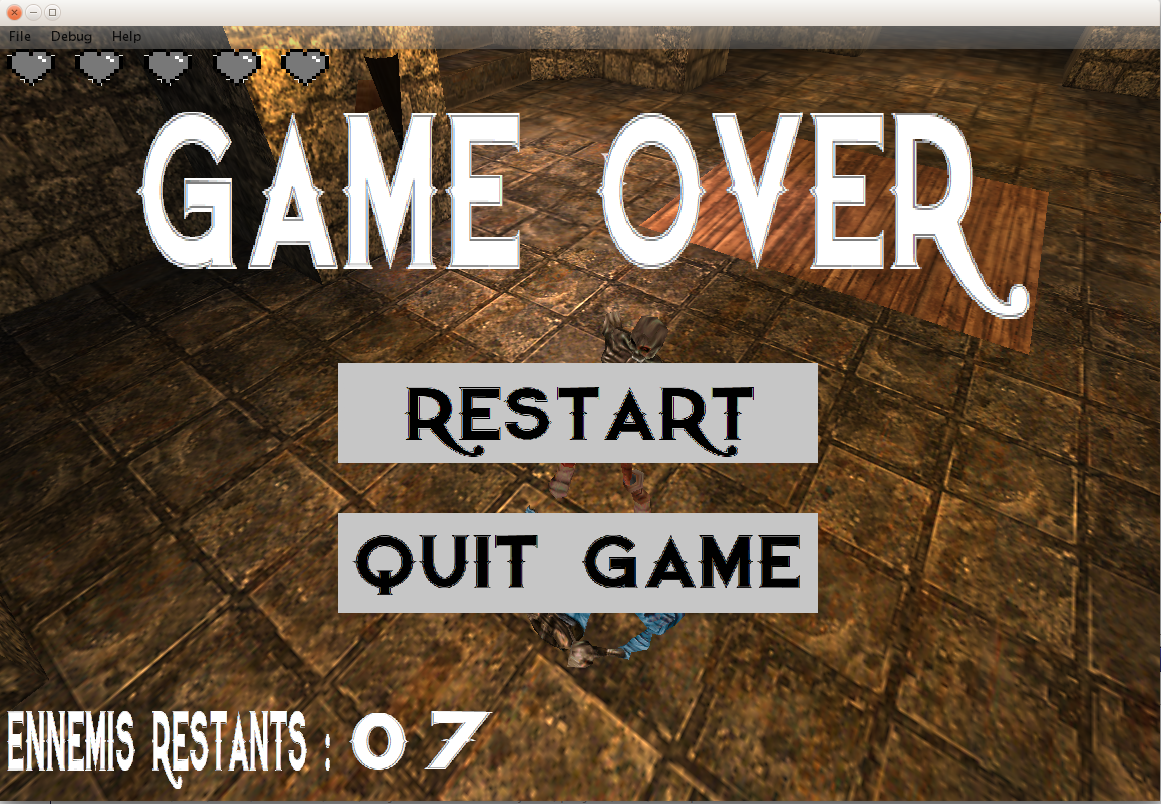 File Debug Help
GAME OVER
RESTART
QUIT GAME
ENNEMIS RESTANTS : 07